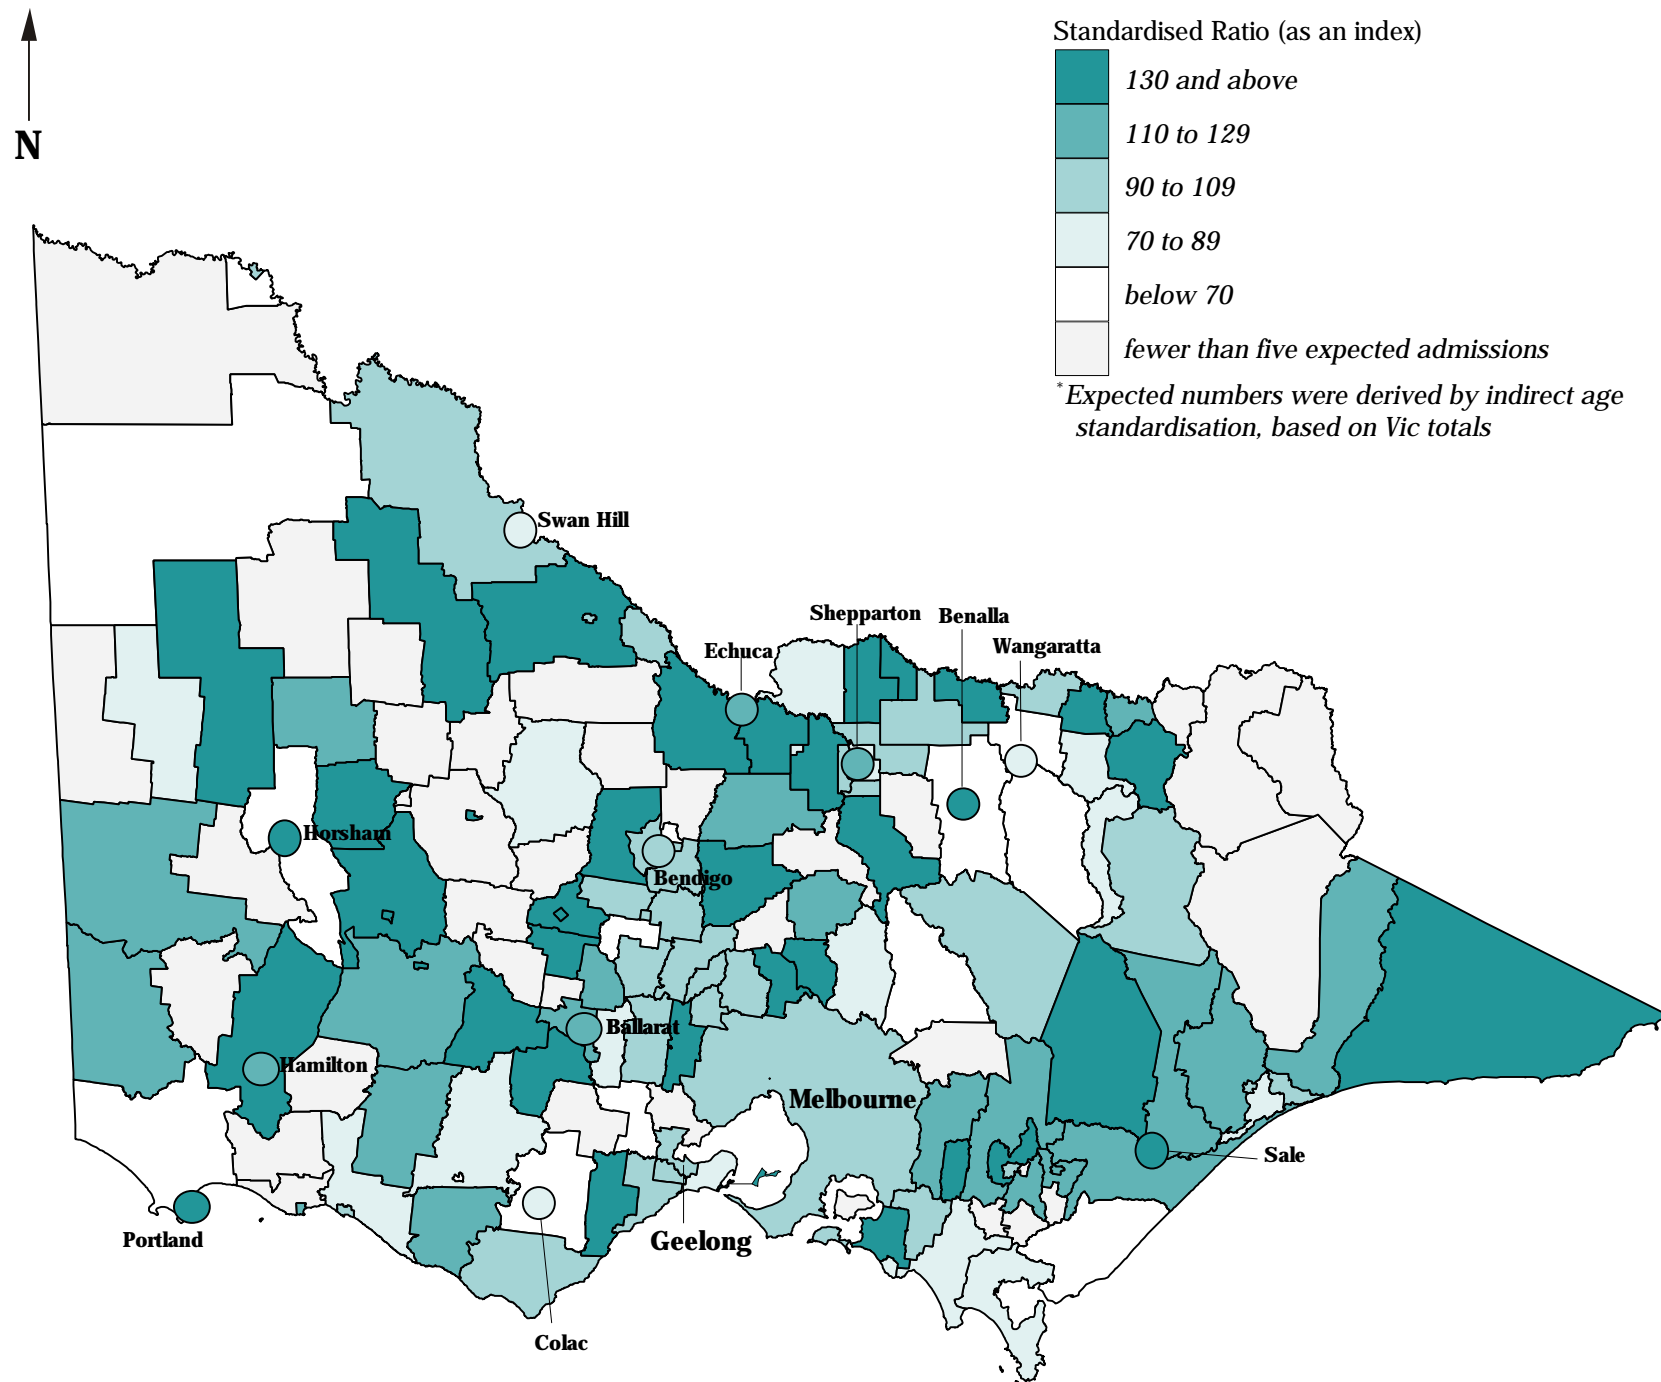 N
Standardised Ratio (as an index)
130 and above
110 to 129
90 to 109
70 to 89
below 70
fewer than five expected admissions
*Expected numbers were derived by indirect age
standardisation, based on Vic totals
Swan Hill
Shepparton
Benalla
Echuca
Wangaratta
Horsham
Bendigo
Ballarat
Hamilton
Melbourne
Sale
Portland
Geelong
Colac